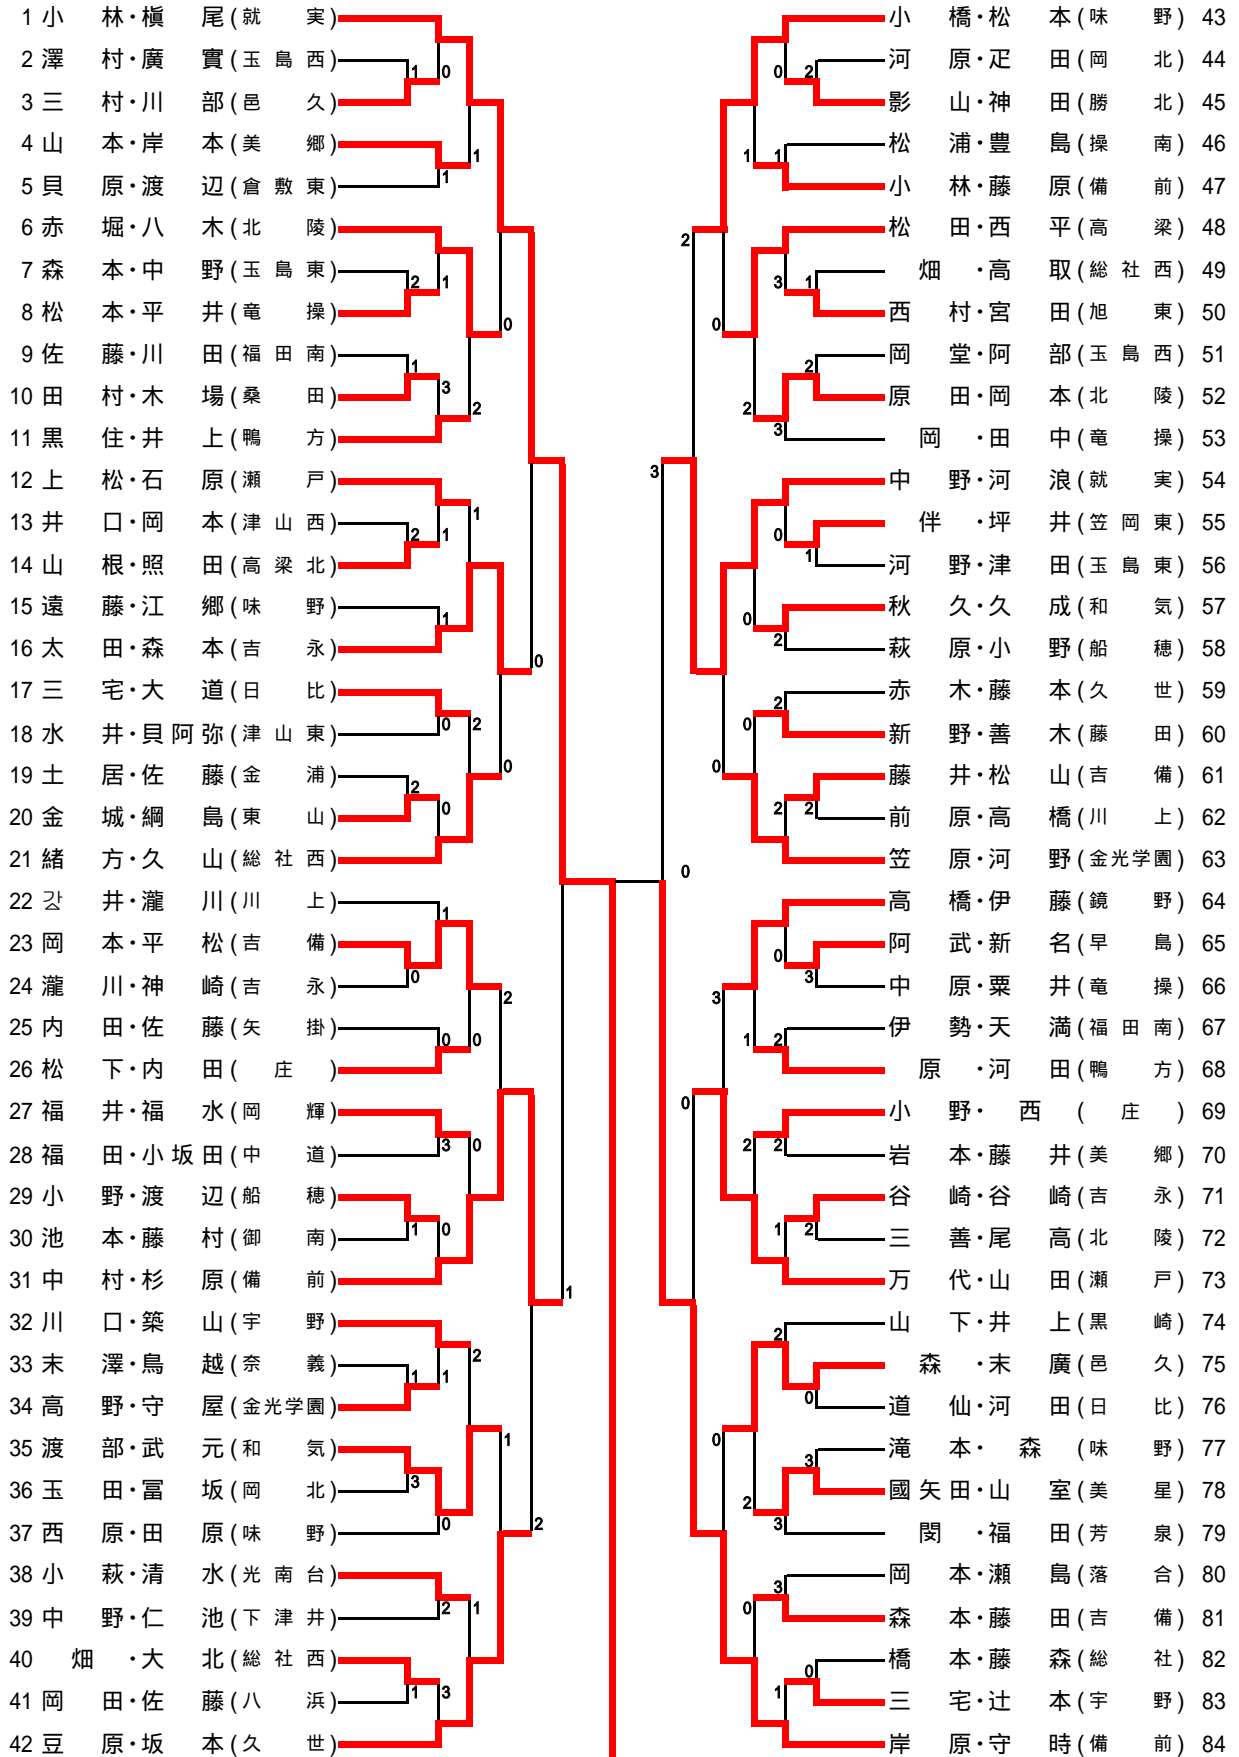 1 小 林・槇 尾 (就 実)
2 澤 村・廣 實 (玉 島 西)
3 三 村・川 部 (邑 久)
4 山 本・岸 本 (美 郷)
5 貝 原・渡 辺 (倉 敷 東)
6 赤 堀・八 木 (北 陵)
7 森 本・中 野 (玉 島 東)
8 松 本・平 井 (竜 操)
9 佐 藤・川 田 (福 田 南)
10 田 村・木 場 (桑 田)
11 黒 住・井 上 (鴨 方)
12 上 松・石 原 (瀬 戸)
13 井 口・岡 本 (津 山 西)
14 山 根・照 田 (高 梁 北)
15 遠 藤・江 郷 (味 野)
16 太 田・森 本 (吉 永)
17 三 宅・大 道 (日 比)
18 水 井・貝 阿 弥 (津 山 東)
19 土 居・佐 藤 (金 浦)
20 金 城・綱 島 (東 山)
21 緒 方・久 山 (総 社 西)
22 강 井・瀧 川 (川 上)
23 岡 本・平 松 (吉 備)
24 瀧 川・神 崎 (吉 永)
25 内 田・佐 藤 (矢 掛)
26 松 下・内 田 (庄)
27 福 井・福 水 (岡 輝)
28 福 田・小 坂 田 (中 道)
29 小 野・渡 辺 (船 穂)
30 池 本・藤 村 (御 南)
31 中 村・杉 原 (備 前)
32 川 口・築 山 (宇 野)
33 末 澤・鳥 越 (奈 義)
34 高 野・守 屋 (金光学園)
35 渡 部・武 元 (和 気)
36 玉 田・冨 坂 (岡 北)
37 西 原・田 原 (味 野)
38 小 萩・清 水 (光 南 台)
39 中 野・仁 池 (下 津 井)
40 畑 ・大 北 (総 社 西)
41 岡 田・佐 藤 (八 浜)
42 豆 原・坂 本 (久 世)
小 橋・松 本 (味 野) 43
河 原・疋 田 (岡 北) 44
影 山・神 田 (勝 北) 45
松 浦・豊 島 (操 南) 46
小 林・藤 原 (備 前) 47
松 田・西 平 (高 梁) 48
畑 ・高 取 (総 社 西) 49
西 村・宮 田 (旭 東) 50
岡 堂・阿 部 (玉 島 西) 51
原 田・岡 本 (北 陵) 52
岡 ・田 中 (竜 操) 53
中 野・河 浪 (就 実) 54
伴 ・坪 井 (笠 岡 東) 55
河 野・津 田 (玉 島 東) 56
秋 久・久 成 (和 気) 57
萩 原・小 野 (船 穂) 58
赤 木・藤 本 (久 世) 59
新 野・善 木 (藤 田) 60
藤 井・松 山 (吉 備) 61
前 原・高 橋 (川 上) 62
笠 原・河 野 (金光学園) 63
高 橋・伊 藤 (鏡 野) 64
阿 武・新 名 (早 島) 65
中 原・粟 井 (竜 操) 66
伊 勢・天 満 (福 田 南) 67
原 ・河 田 (鴨 方) 68
小 野・ 西 (庄) 69
岩 本・藤 井 (美 郷) 70
谷 崎・谷 崎 (吉 永) 71
三 善・尾 高 (北 陵) 72
万 代・山 田 (瀬 戸) 73
山 下・井 上 (黒 崎) 74
森 ・末 廣 (邑 久) 75
道 仙・河 田 (日 比) 76
滝 本・ 森 (味 野) 77
國 矢 田・山 室 (美 星) 78
閔 ・福 田 (芳 泉) 79
岡 本・瀬 島 (落 合) 80
森 本・藤 田 (吉 備) 81
橋 本・藤 森 (総 社) 82
三 宅・辻 本 (宇 野) 83
岸 原・守 時 (備 前) 84